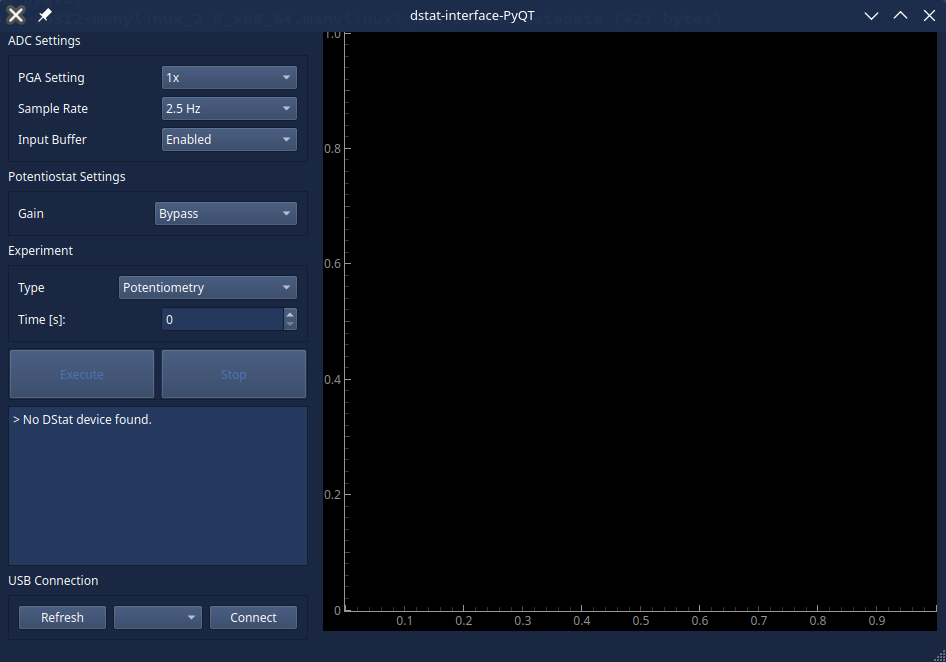 dstat-interface-PyQT
ADC Settings
PGA Setting 1x
Sample Rate 2.5 Hz
Input Buffer Enabled
Potentiostat Settings
Gain Bypass
Experiment
Type Potentiometry
Time [s]: 0
Execute Stop
> No DStat device found.
USB Connection
Refresh Connect
1.0
0.8
0.6
0.4
0.2
0
0.1 0.2 0.3 0.4 0.5 0.6 0.7 0.8 0.9